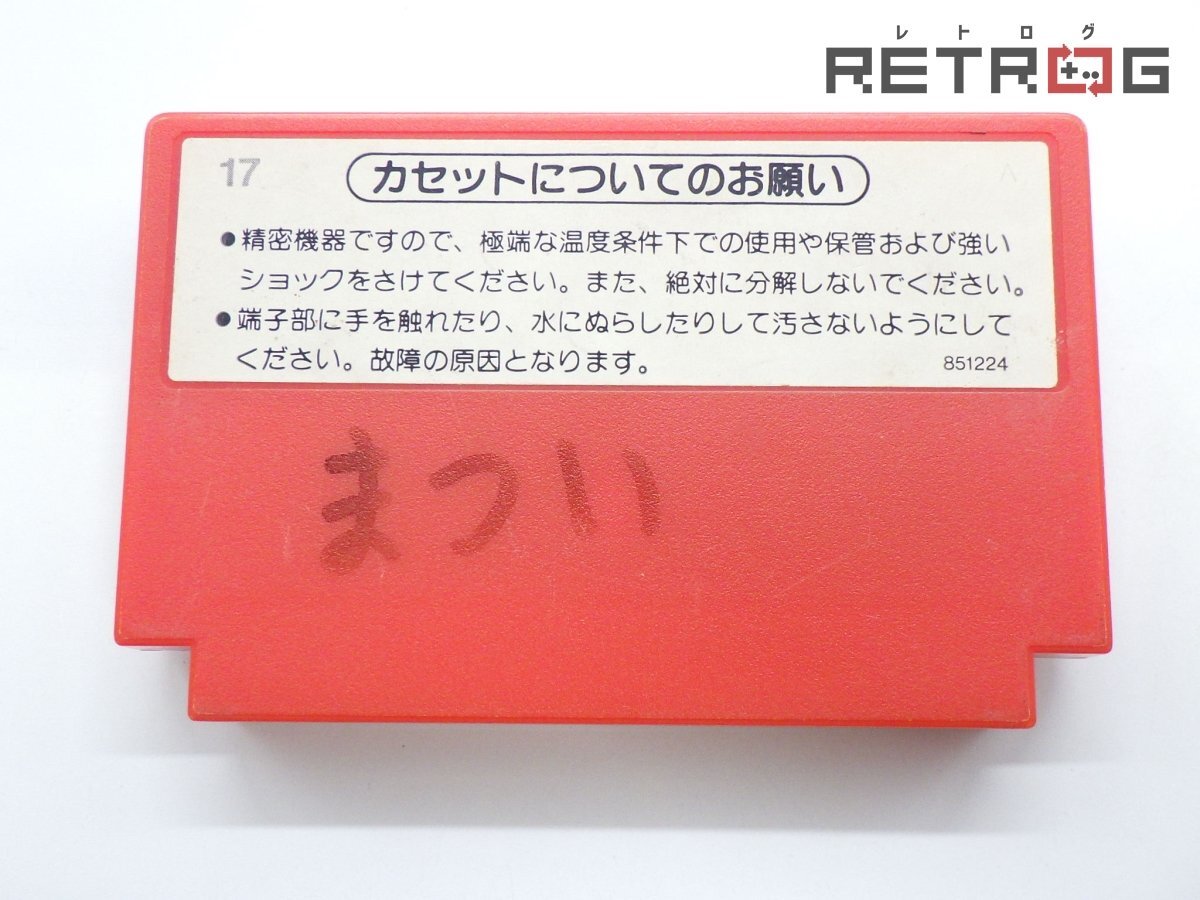 レトログ
RETROG
17
カセットについてのお願い
●精密機器ですので、極端な温度条件下での使用や保管および強い
ショックをさけてください。また、絶対に分解しないでください。
●端子部に手を触れたり、水にぬらしたりして汚さないようにして
ください。故障の原因となります。
851224
まつい